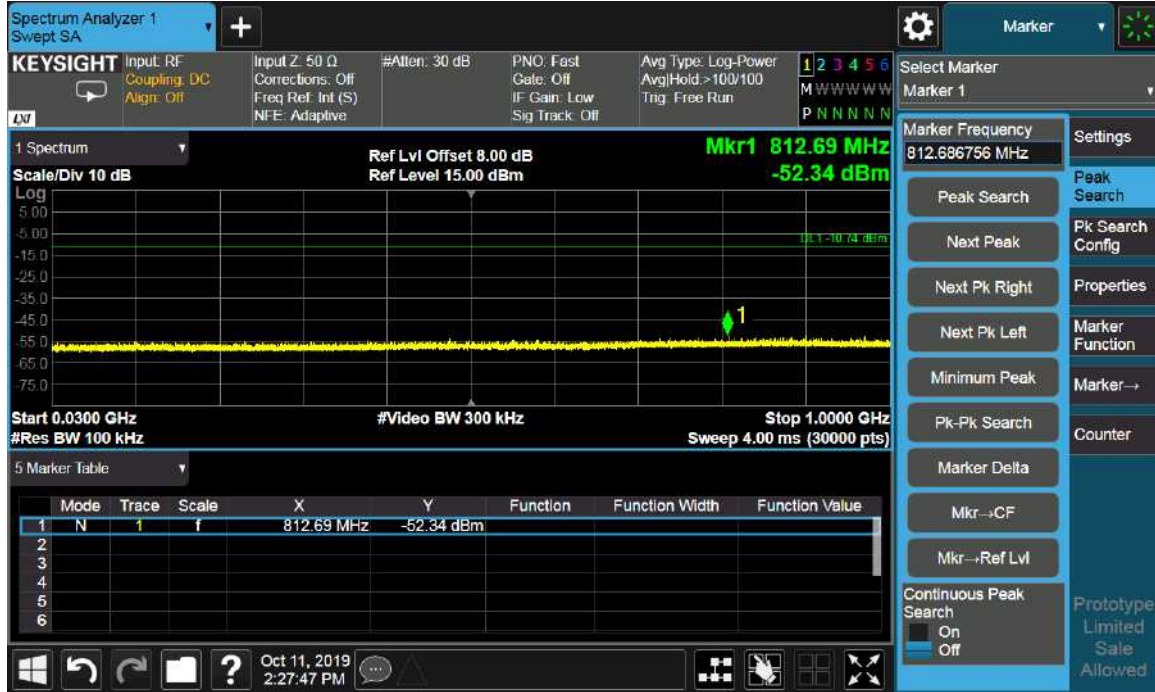 Spectrum Analyzer 1
Swept SA
+
Marker
KEYSIGHT
Input: RF
Coupling: DC
Align: Off
Input Z: 50 Ω
Corrections: Off
Freq Ref: Int (S)
NFE: Adaptive
#Atten: 30 dB
PNO: Fast
Gate: Off
IF Gain: Low
Sig Track: Off
Avg Type: Log-Power
Avg|Hold:>100/100
Trig: Free Run
1 2 3 4 5 6
M W W W W W
P N N N N N
LXI
Select Marker
Marker 1
1 Spectrum
Scale/Div 10 dB
Ref Lvl Offset 8.00 dB
Ref Level 15.00 dBm
Mkr1 812.69 MHz
-52.34 dBm
Log
5.00
-5.00
-15.0
-25.0
-35.0
-45.0
-55.0
-65.0
-75.0
DL1 -10.74 dBm
1
Start 0.0300 GHz
#Video BW 300 kHz
Stop 1.0000 GHz
#Res BW 100 kHz
Sweep 4.00 ms (30000 pts)
5 Marker Table
Mode Trace Scale X Y Function Function Width Function Value
1 N 1 f 812.69 MHz -52.34 dBm
2
3
4
5
6
Marker Frequency
812.686756 MHz
Peak Search
Next Peak
Next Pk Right
Next Pk Left
Minimum Peak
Pk-Pk Search
Marker Delta
Mkr→CF
Mkr→Ref Lvl
Continuous Peak
Search
On
Off
Settings
Peak
Search
Pk Search
Config
Properties
Marker
Function
Marker→
Counter
Prototype
Limited
Sale
Allowed
?
Oct 11, 2019
2:27:47 PM